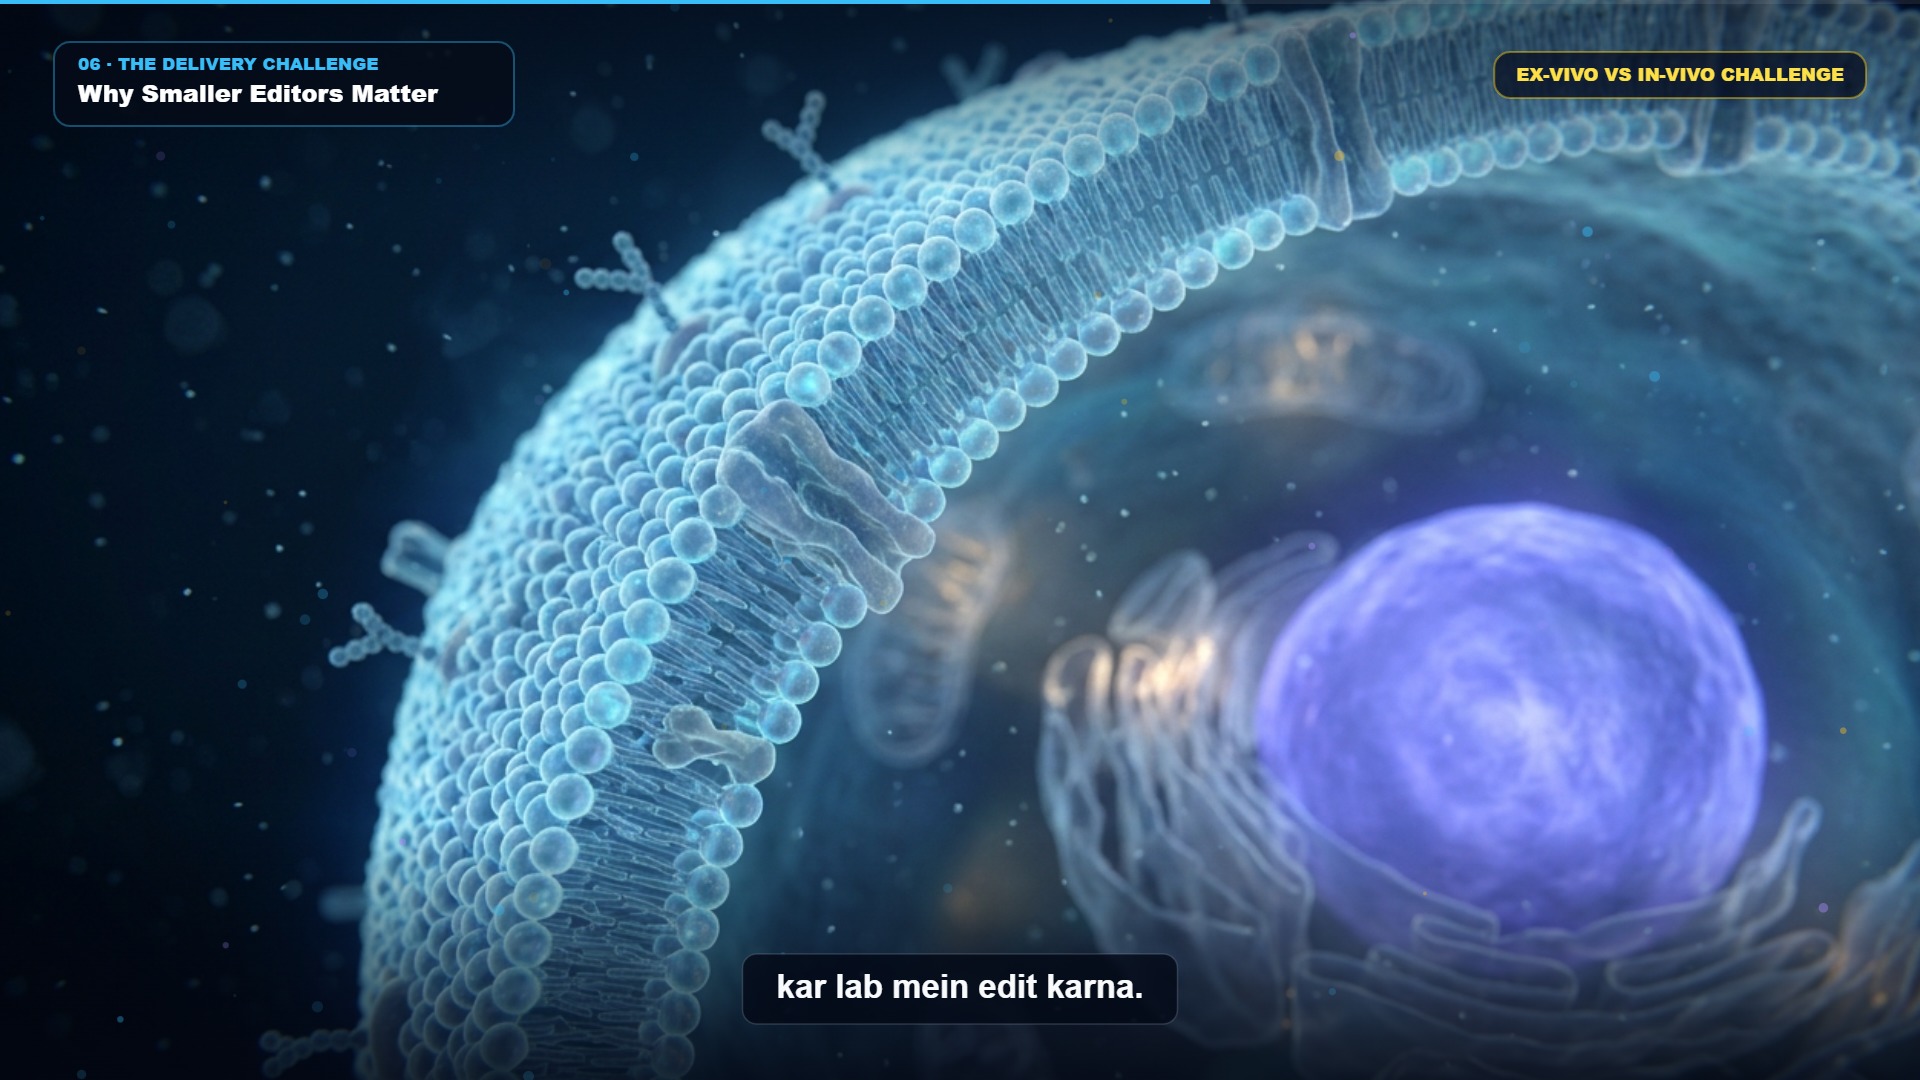 06 · THE DELIVERY CHALLENGE
Why Smaller Editors Matter
EX-VIVO VS IN-VIVO CHALLENGE
kar lab mein edit karna.